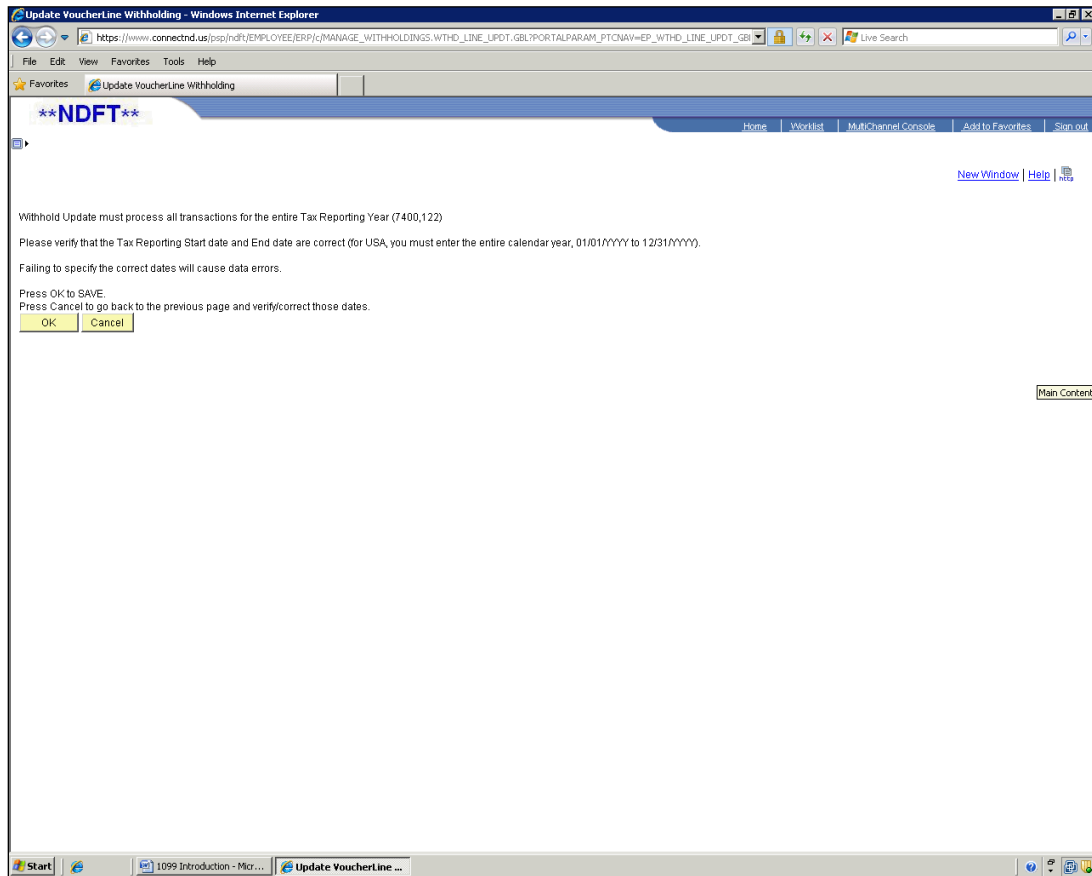 Update VoucherLine Withholding - Windows Internet Explorer
https://www.connectnd.us/psp/ndft/EMPLOYEE/ERP/c/MANAGE_WITHHOLDINGS.WTHD_LINE_UPDT.GBL?PORTALPARAM_PTCNAV=EP_WTHD_LINE_UPDT_GBI
Live Search
File Edit View Favorites Tools Help
Favorites Update VoucherLine Withholding
**NDFT**
Home | Worklist | MultiChannel Console | Add to Favorites | Sign out
New Window | Help | http
Withhold Update must process all transactions for the entire Tax Reporting Year (7400,122)
Please verify that the Tax Reporting Start date and End date are correct (for USA, you must enter the entire calendar year, 01/01/YYYY to 12/31/YYYY).
Failing to specify the correct dates will cause data errors.
Press OK to SAVE.
Press Cancel to go back to the previous page and verify/correct those dates.
OK Cancel
Main Content
Start 1099 Introduction - Micr... Update VoucherLine ...